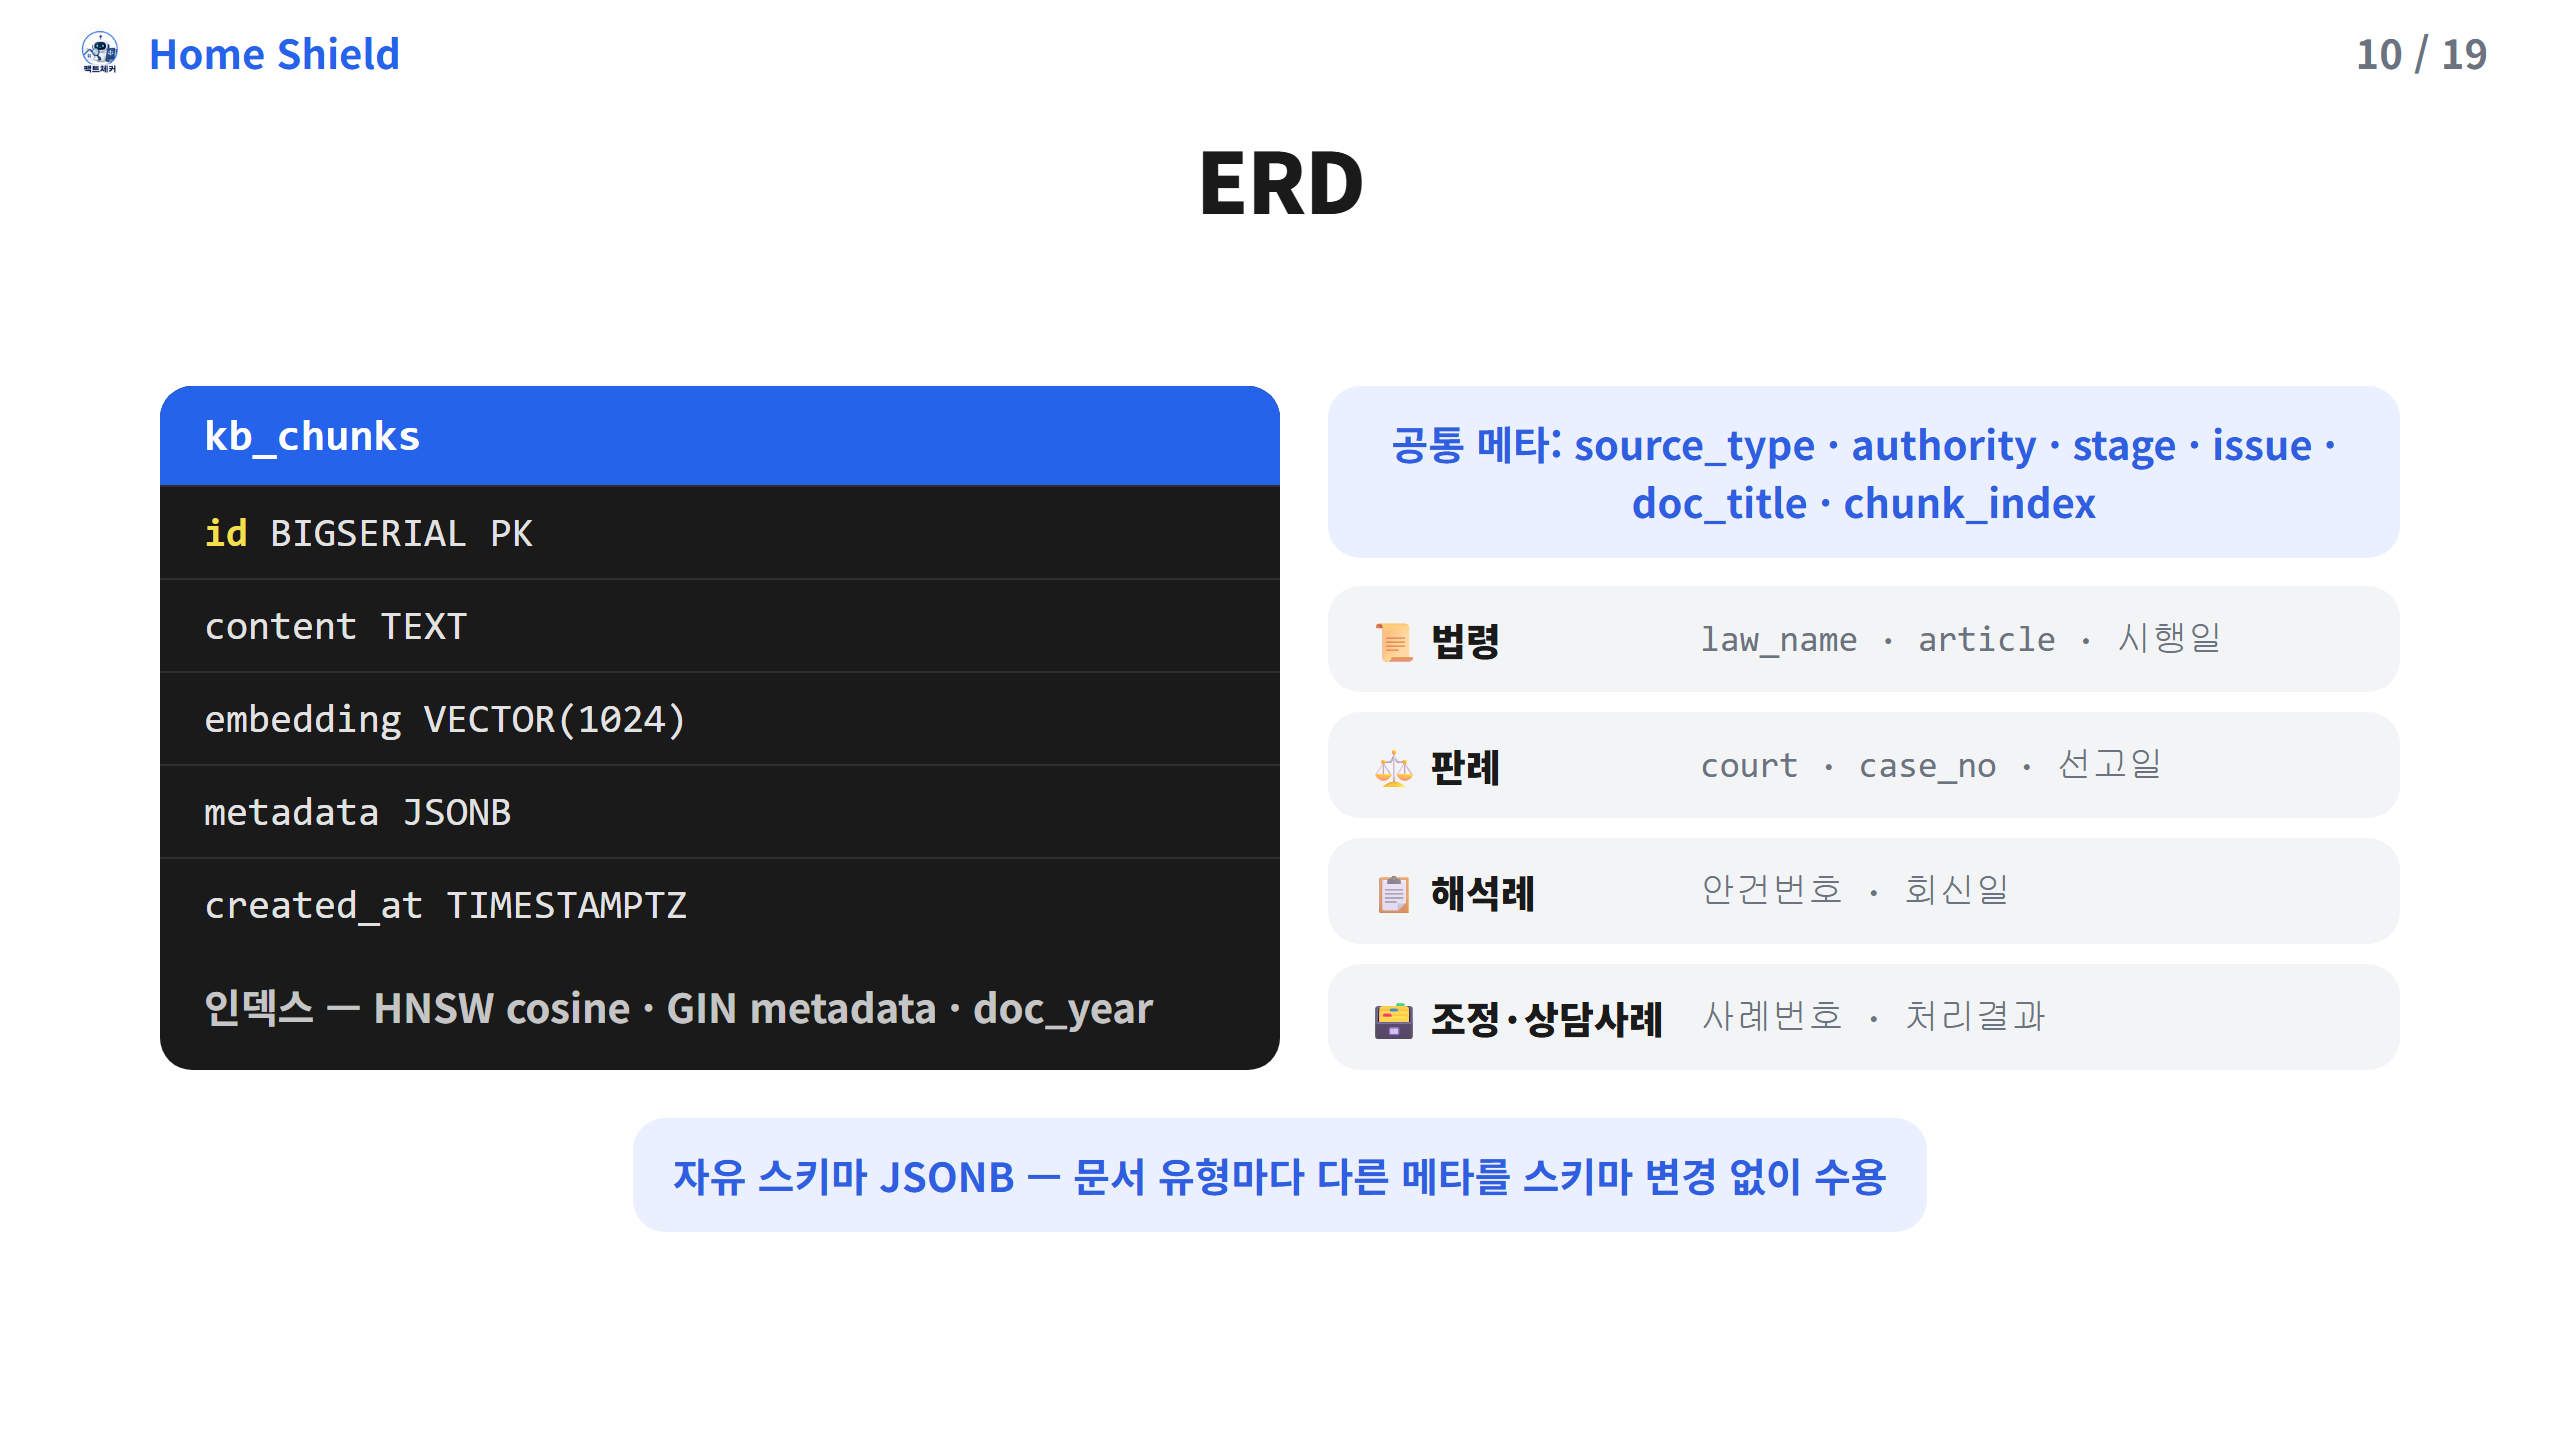 팩트체커
Home Shield
10 / 19
ERD
kb_chunks
id BIGSERIAL PK
content TEXT
embedding VECTOR(1024)
metadata JSONB
created_at TIMESTAMPTZ
인덱스 — HNSW cosine · GIN metadata · doc_year
공통 메타: source_type · authority · stage · issue ·
doc_title · chunk_index
법령 law_name · article · 시행일
판례 court · case_no · 선고일
해석례 안건번호 · 회신일
조정·상담사례 사례번호 · 처리결과
자유 스키마 JSONB — 문서 유형마다 다른 메타를 스키마 변경 없이 수용